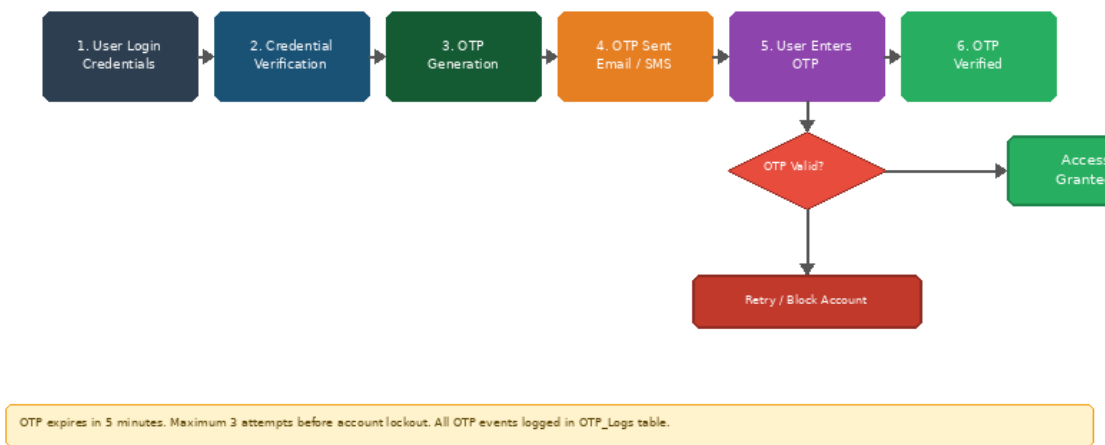 1. User Login
Credentials
2. Credential
Verification
3. OTP
Generation
4. OTP Sent
Email / SMS
5. User Enters
OTP
6. OTP
Verified
OTP Valid?
Acces
Grante
Retry / Block Account
OTP expires in 5 minutes. Maximum 3 attempts before account lockout. All OTP events logged in OTP_Logs table.